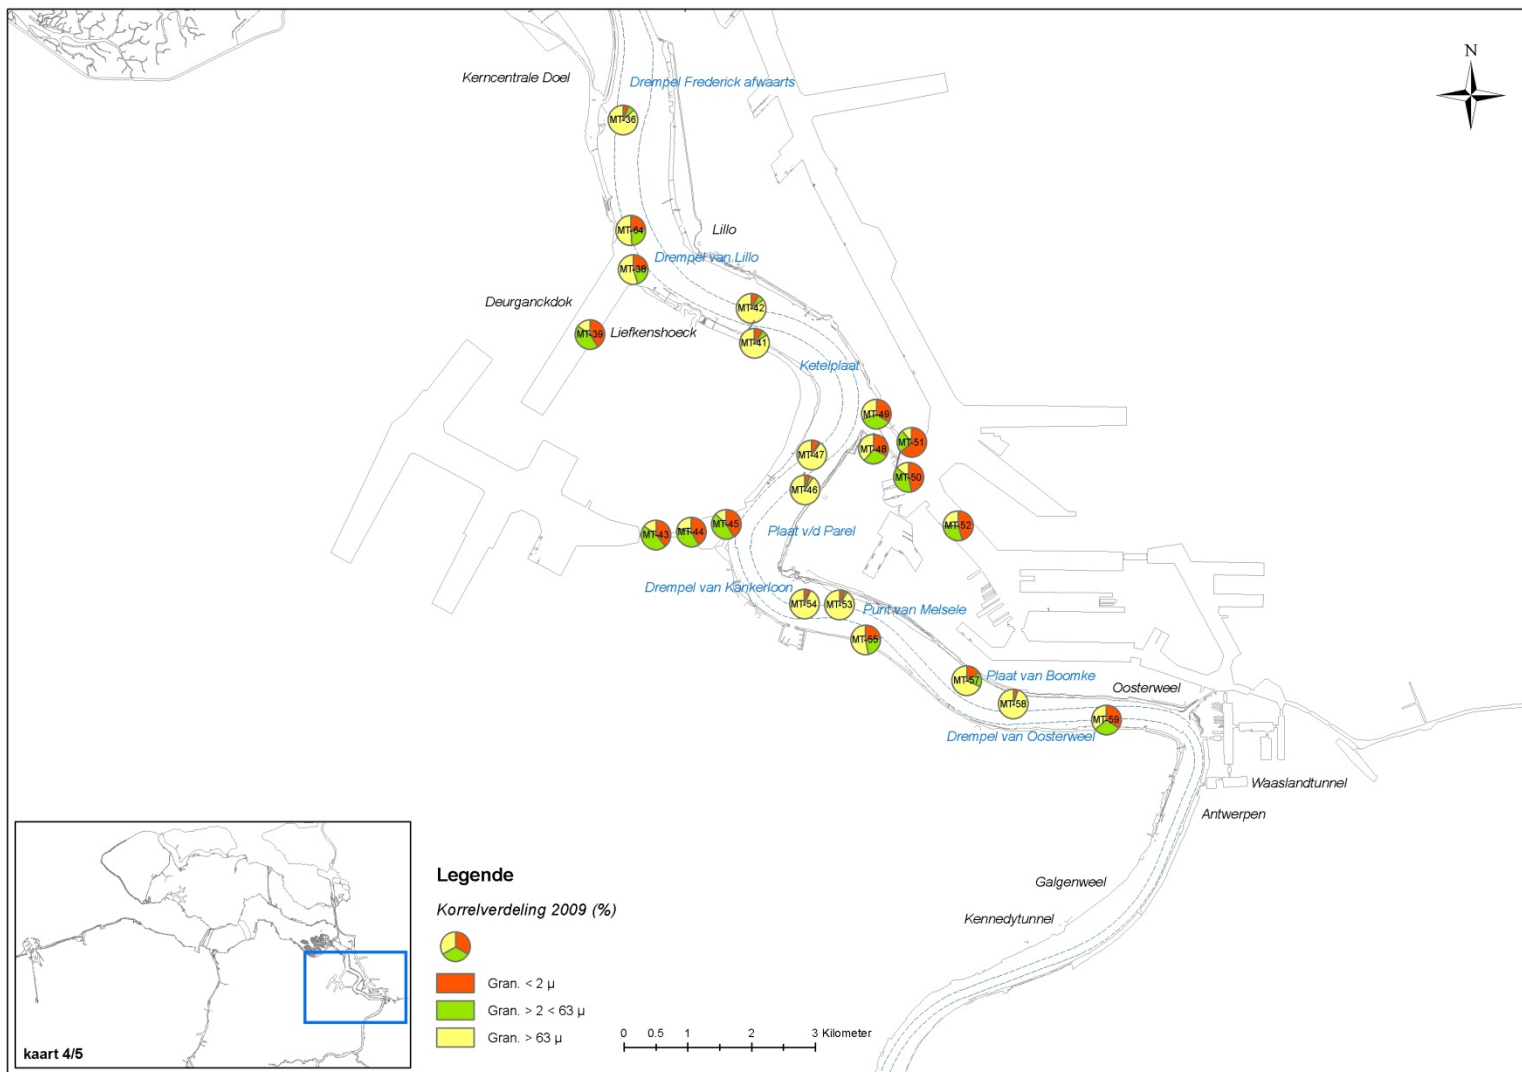 N
Kerncentrale Doel
Drempel Frederick afwaarts
MT-36
MT-64
Lillo
Drempel van Lillo
MT-38
Deurganckdok
MT-42
MT-39
Liefkenshoeck
MT-41
Ketelplaat
MT-49
MT-51
MT-48
MT-47
MT-50
MT-46
MT-45
MT-44
MT-43
Plaat v/d Parel
MT-52
Drempel van Kankerloon
MT-54
MT-53
Punt van Melsele
MT-55
MT-57
Plaat van Boomke
Oosterweel
MT-58
MT-59
Drempel van Oosterweel
Waaslandtunnel
Antwerpen
Galgenweel
Kennedytunnel
Legende
Korrelverdeling 2009 (%)
Gran. < 2 µ
Gran. > 2 < 63 µ
Gran. > 63 µ
0 0.5 1 2 3 Kilometer
kaart 4/5